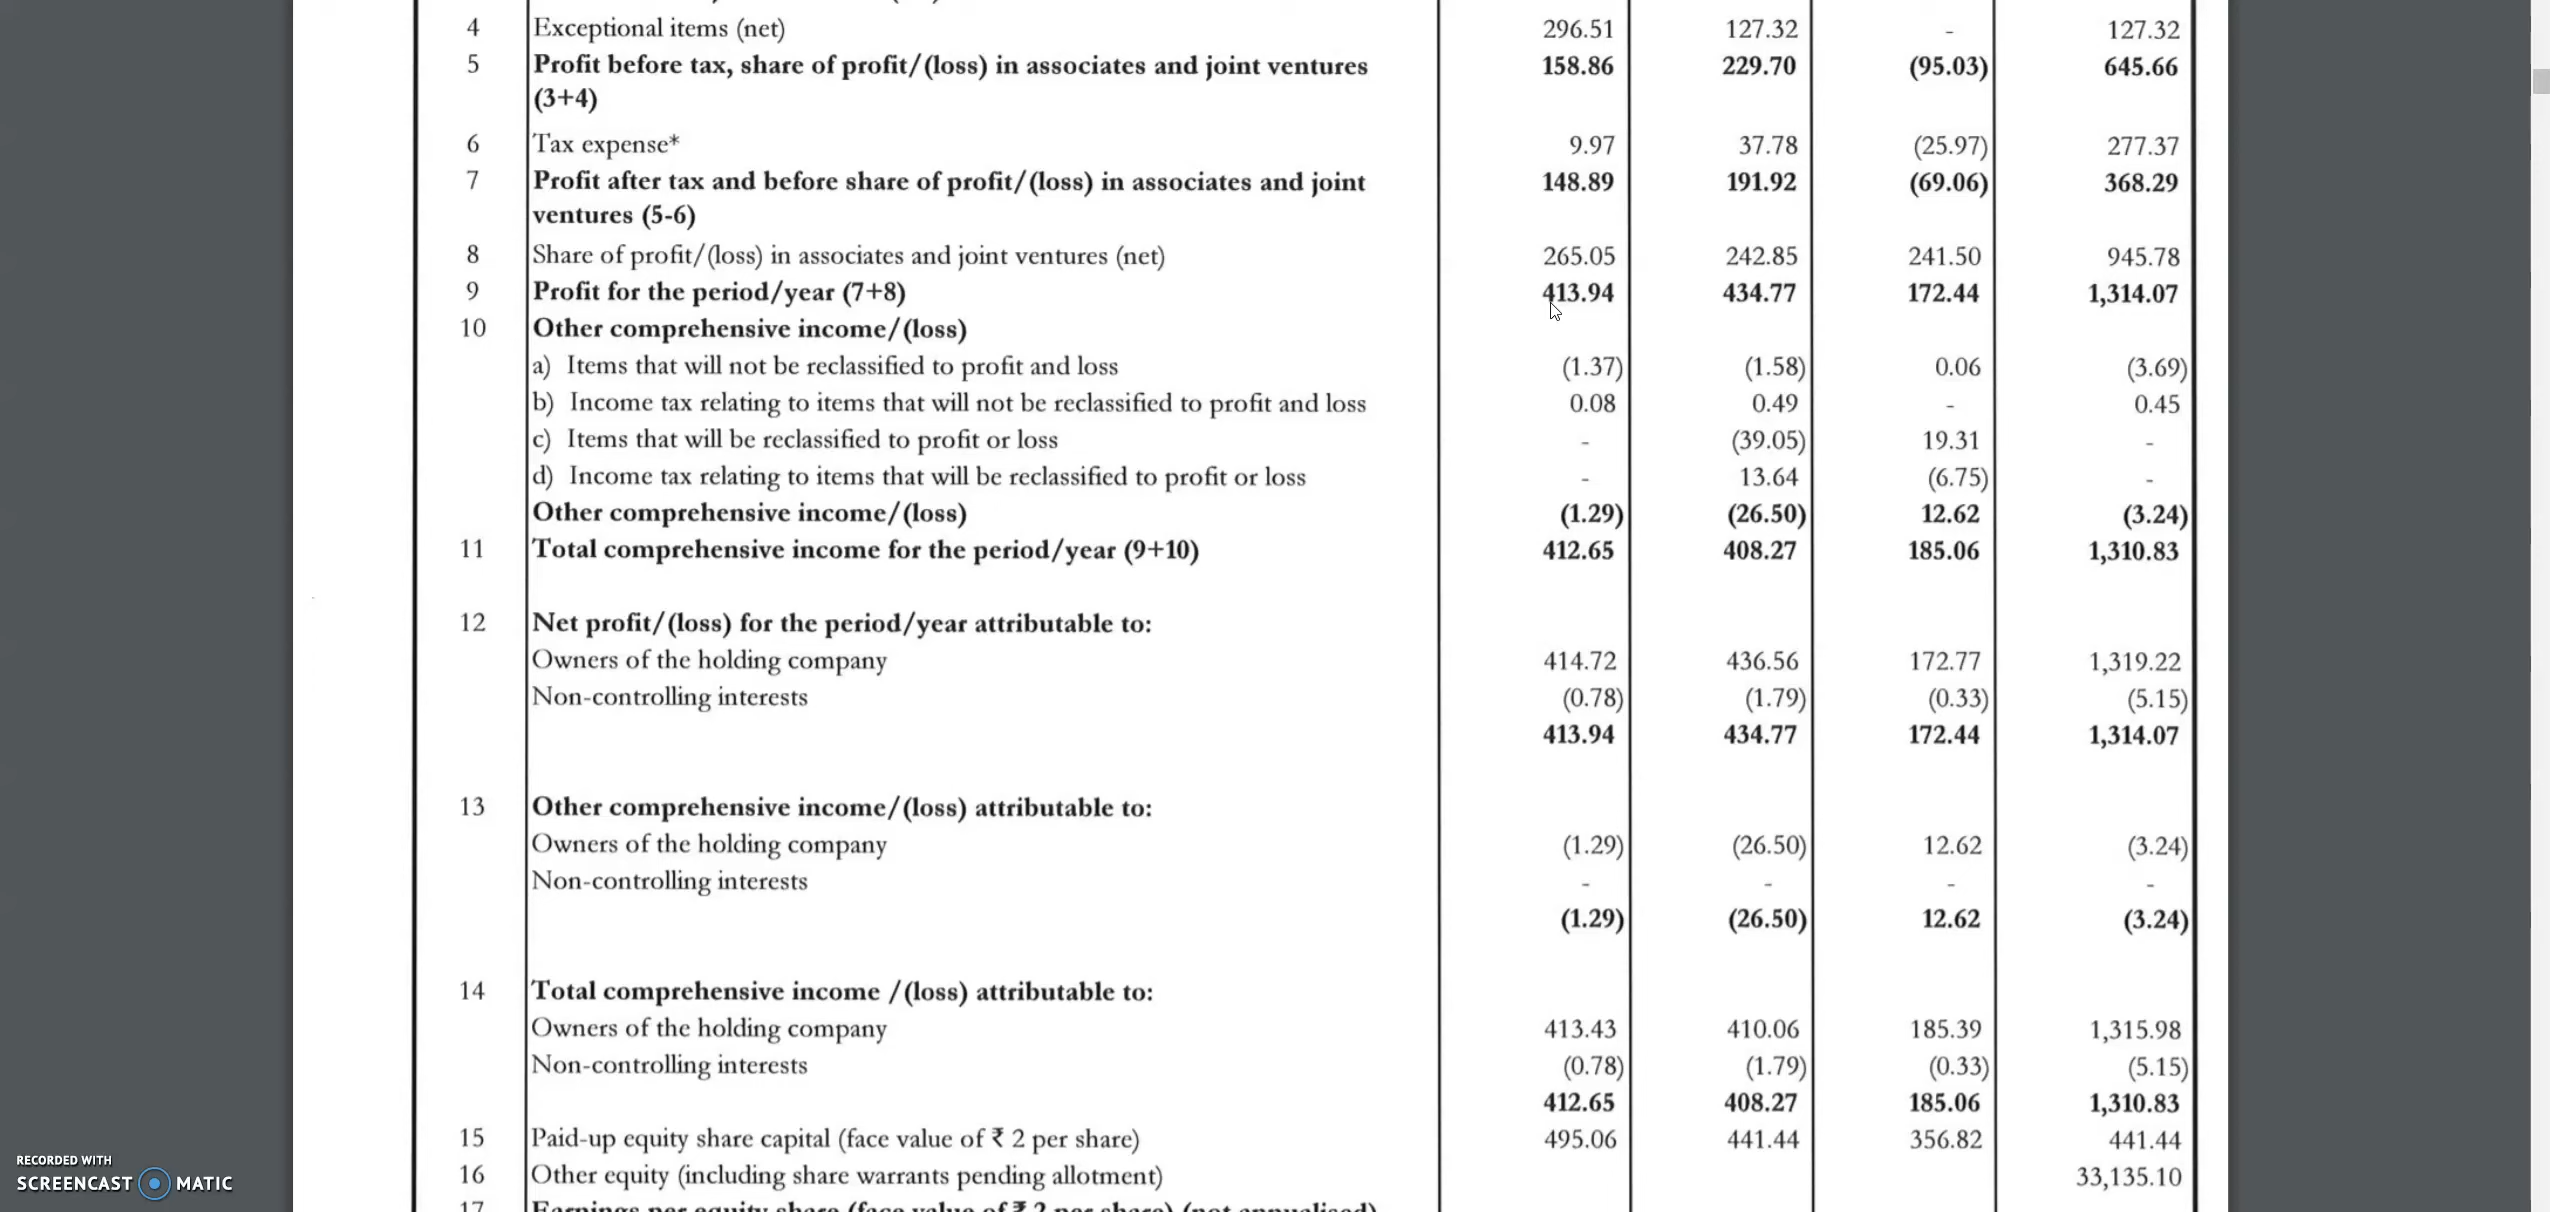 4 Exceptional items (net) 296.51 127.32 - 127.32
5 Profit before tax, share of profit/(loss) in associates and joint ventures 158.86 229.70 (95.03) 645.66
(3+4)
6 Tax expense* 9.97 37.78 (25.97) 277.37
7 Profit after tax and before share of profit/(loss) in associates and joint 148.89 191.92 (69.06) 368.29
ventures (5-6)
8 Share of profit/(loss) in associates and joint ventures (net) 265.05 242.85 241.50 945.78
9 Profit for the period/year (7+8) 413.94 434.77 172.44 1,314.07
10 Other comprehensive income/(loss)
a) Items that will not be reclassified to profit and loss (1.37) (1.58) 0.06 (3.69)
b) Income tax relating to items that will not be reclassified to profit and loss 0.08 0.49 - 0.45
c) Items that will be reclassified to profit or loss - (39.05) 19.31 -
d) Income tax relating to items that will be reclassified to profit or loss - 13.64 (6.75) -
Other comprehensive income/(loss) (1.29) (26.50) 12.62 (3.24)
11 Total comprehensive income for the period/year (9+10) 412.65 408.27 185.06 1,310.83
12 Net profit/(loss) for the period/year attributable to:
Owners of the holding company 414.72 436.56 172.77 1,319.22
Non-controlling interests (0.78) (1.79) (0.33) (5.15)
413.94 434.77 172.44 1,314.07
13 Other comprehensive income/(loss) attributable to:
Owners of the holding company (1.29) (26.50) 12.62 (3.24)
Non-controlling interests - - - -
(1.29) (26.50) 12.62 (3.24)
14 Total comprehensive income /(loss) attributable to:
Owners of the holding company 413.43 410.06 185.39 1,315.98
Non-controlling interests (0.78) (1.79) (0.33) (5.15)
412.65 408.27 185.06 1,310.83
15 Paid-up equity share capital (face value of ₹ 2 per share) 495.06 441.44 356.82 441.44
16 Other equity (including share warrants pending allotment) 33,135.10
17 Earnings per equity share (face value of ₹ 2 per share) (not annualised)
RECORDED WITH
SCREENCAST MATIC